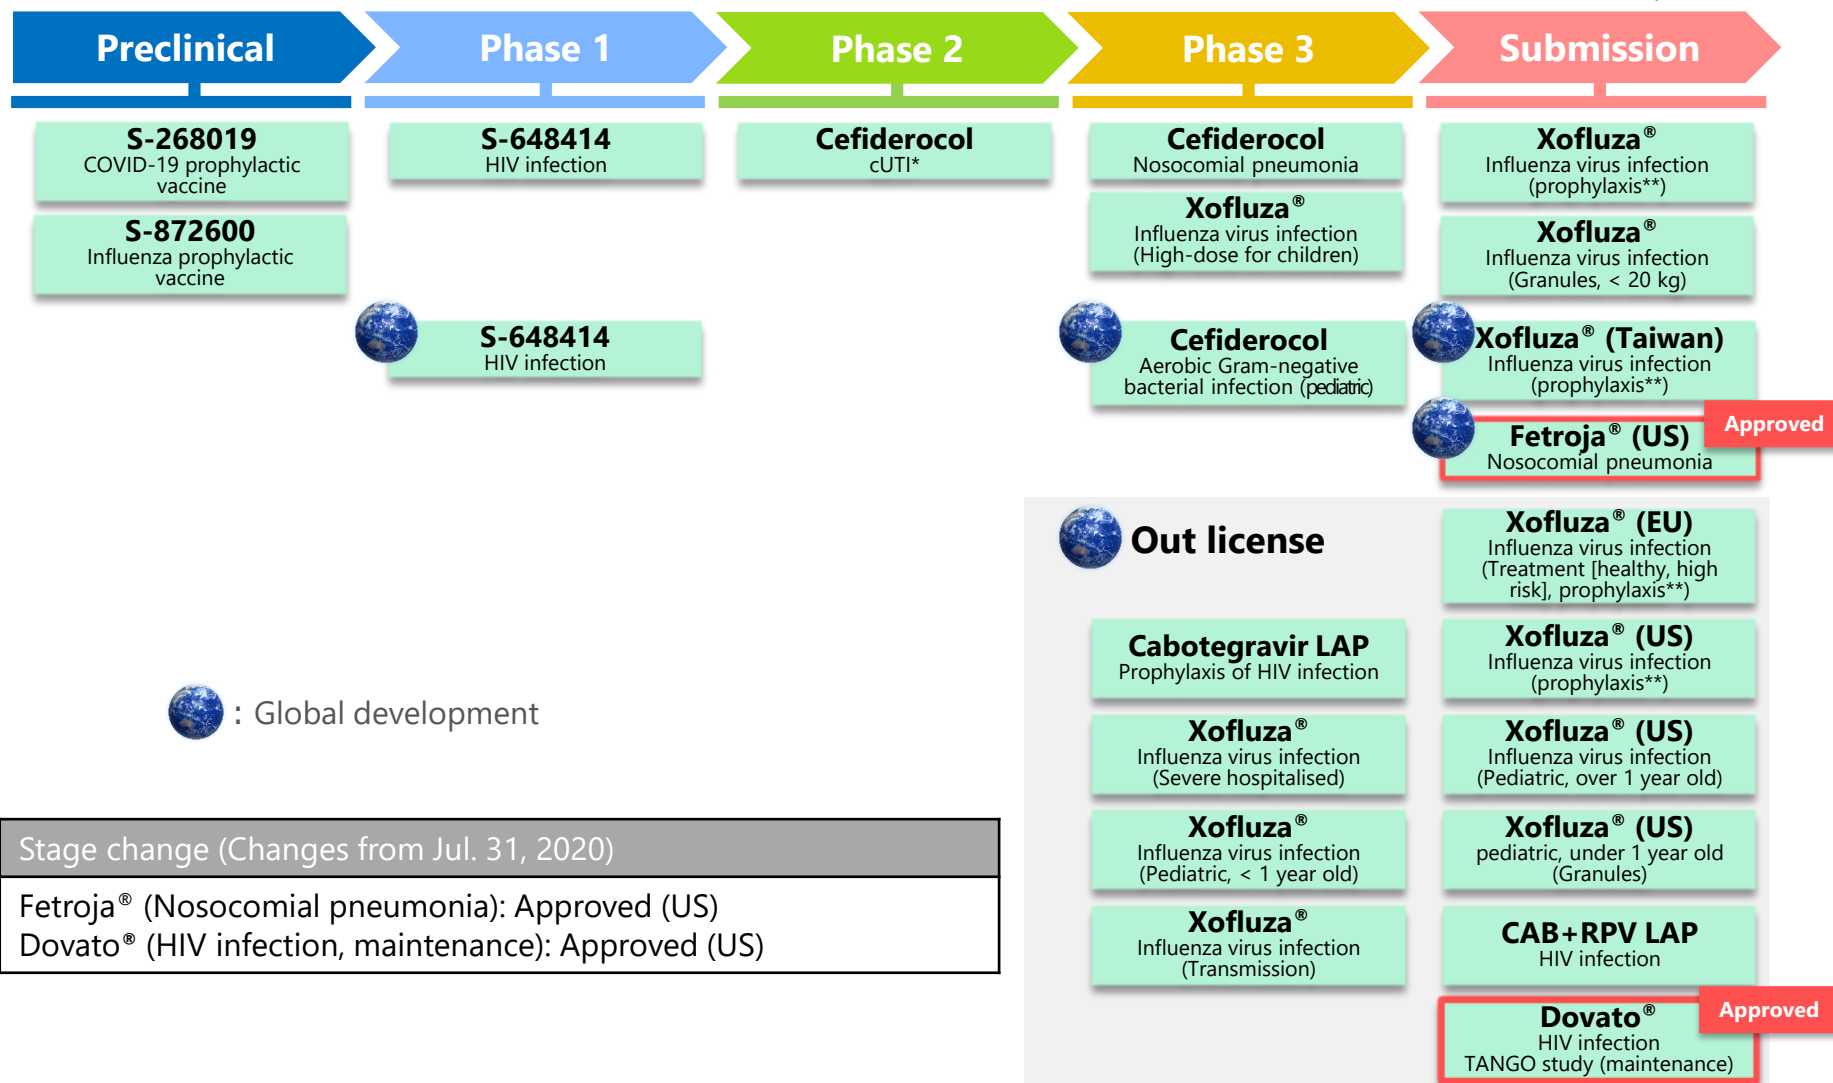 Preclinical
Phase 1
Phase 2
Phase 3
Submission
S-268019
COVID-19 prophylactic
vaccine
S-872600
Influenza prophylactic
vaccine
S-648414
HIV infection
S-648414
HIV infection
Cefiderocol
cUTI*
Cefiderocol
Nosocomial pneumonia
Xofluza®
Influenza virus infection
(High-dose for children)
Cefiderocol
Aerobic Gram-negative
bacterial infection (pediatric)
Xofluza®
Influenza virus infection
(prophylaxis**)
Xofluza®
Influenza virus infection
(Granules, < 20 kg)
Xofluza® (Taiwan)
Influenza virus infection
(prophylaxis**)
Approved
Fetroja® (US)
Nosocomial pneumonia
Out license
Cabotegravir LAP
Prophylaxis of HIV infection
Xofluza®
Influenza virus infection
(Severe hospitalised)
Xofluza®
Influenza virus infection
(Pediatric, < 1 year old)
Xofluza®
Influenza virus infection
(Transmission)
Xofluza® (EU)
Influenza virus infection
(Treatment [healthy, high
risk], prophylaxis**)
Xofluza® (US)
Influenza virus infection
(prophylaxis**)
Xofluza® (US)
Influenza virus infection
(Pediatric, over 1 year old)
Xofluza® (US)
pediatric, under 1 year old
(Granules)
CAB+RPV LAP
HIV infection
Approved
Dovato®
HIV infection
TANGO study (maintenance)
: Global development
Stage change (Changes from Jul. 31, 2020)
Fetroja® (Nosocomial pneumonia): Approved (US)
Dovato® (HIV infection, maintenance): Approved (US)